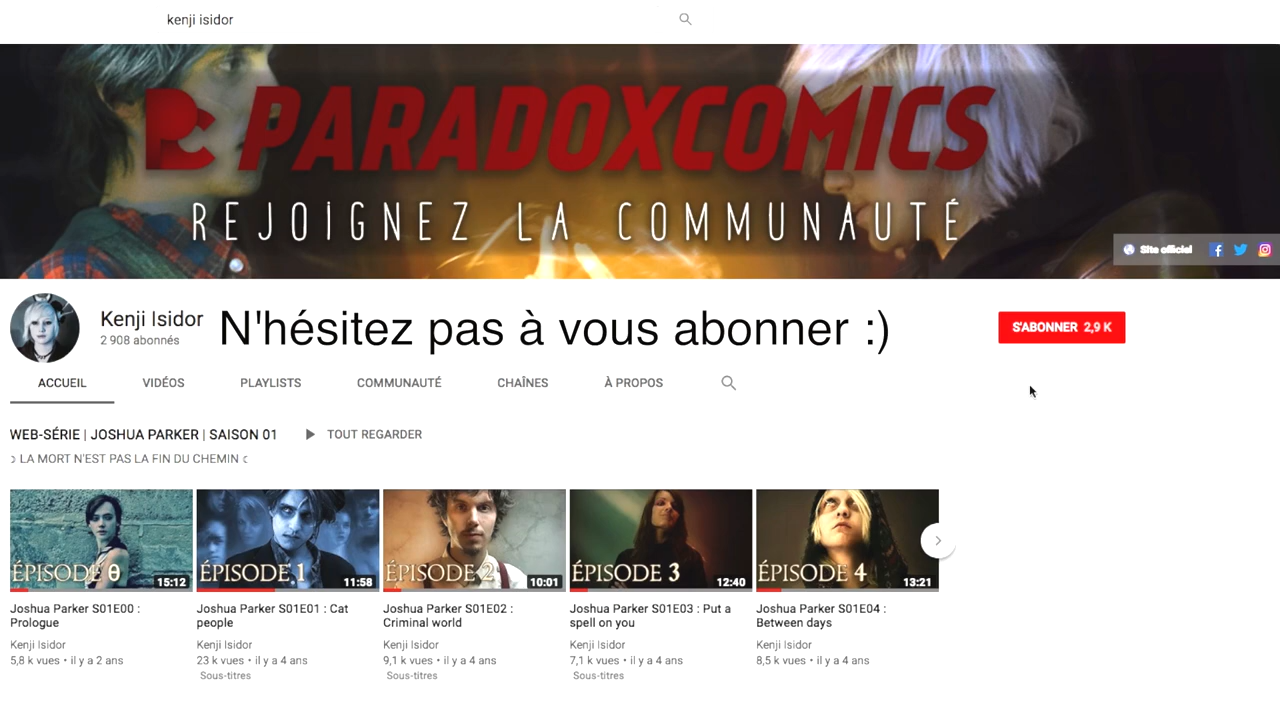 kenji isidor
PC PARADOXCOMICS
REJOIGNEZ LA COMMUNAUTÉ
Site officiel
Kenji Isidor
2 908 abonnés
N'hésitez pas à vous abonner :)
S'ABONNER 2,9 K
ACCUEIL VIDÉOS PLAYLISTS COMMUNAUTÉ CHAÎNES À PROPOS
WEB-SÉRIE | JOSHUA PARKER | SAISON 01 TOUT REGARDER
☽ LA MORT N'EST PAS LA FIN DU CHEMIN ☾
ÉPISODE 0 15:12
ÉPISODE 1 11:58
ÉPISODE 2 10:01
ÉPISODE 3 12:40
ÉPISODE 4 13:21
Joshua Parker S01E00 :
Prologue
Kenji Isidor
5,8 k vues • il y a 2 ans
Joshua Parker S01E01 : Cat
people
Kenji Isidor
23 k vues • il y a 4 ans
Sous-titres
Joshua Parker S01E02 :
Criminal world
Kenji Isidor
9,1 k vues • il y a 4 ans
Sous-titres
Joshua Parker S01E03 : Put a
spell on you
Kenji Isidor
7,1 k vues • il y a 4 ans
Sous-titres
Joshua Parker S01E04 :
Between days
Kenji Isidor
8,5 k vues • il y a 4 ans